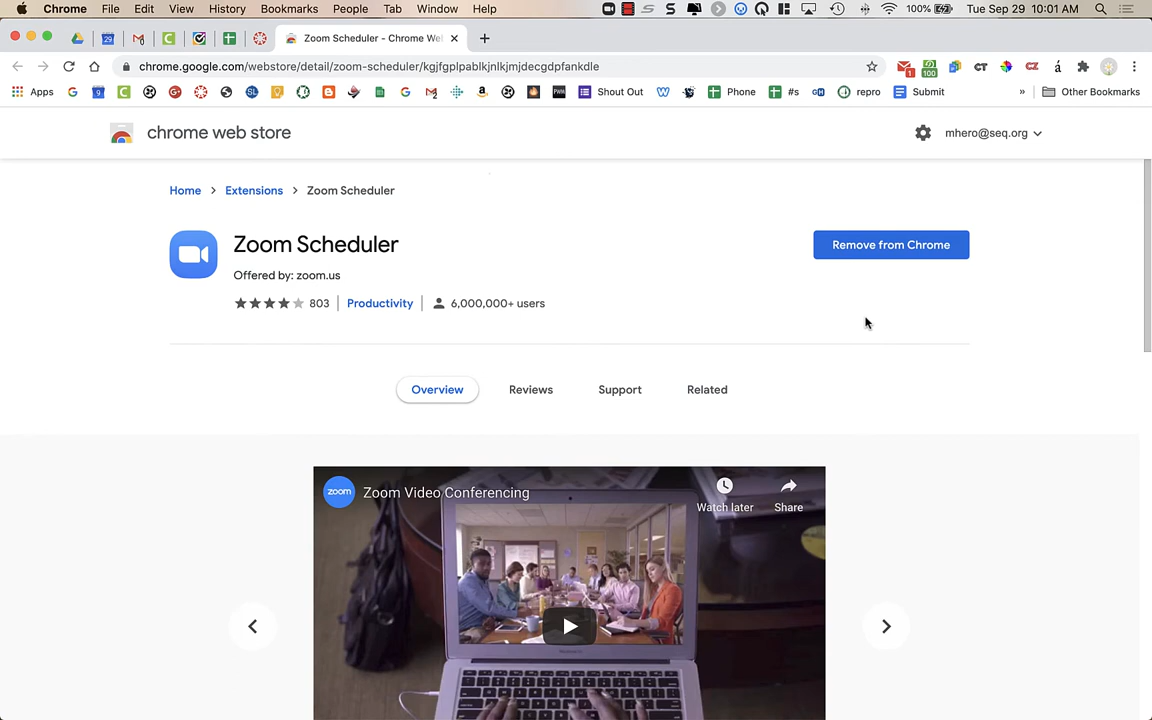 Chrome File Edit View History Bookmarks People Tab Window Help 100% Tue Sep 29 10:01 AM
Zoom Scheduler - Chrome We
chrome.google.com/webstore/detail/zoom-scheduler/kgjfgplpablkjnlkjmjdecgdpfankdle
Apps Shout Out Phone #s repro Submit » Other Bookmarks
chrome web store mhero@seq.org
Home > Extensions > Zoom Scheduler
Zoom Scheduler
Remove from Chrome
Offered by: zoom.us
803 Productivity 6,000,000+ users
Overview Reviews Support Related
zoom Zoom Video Conferencing
Watch later Share